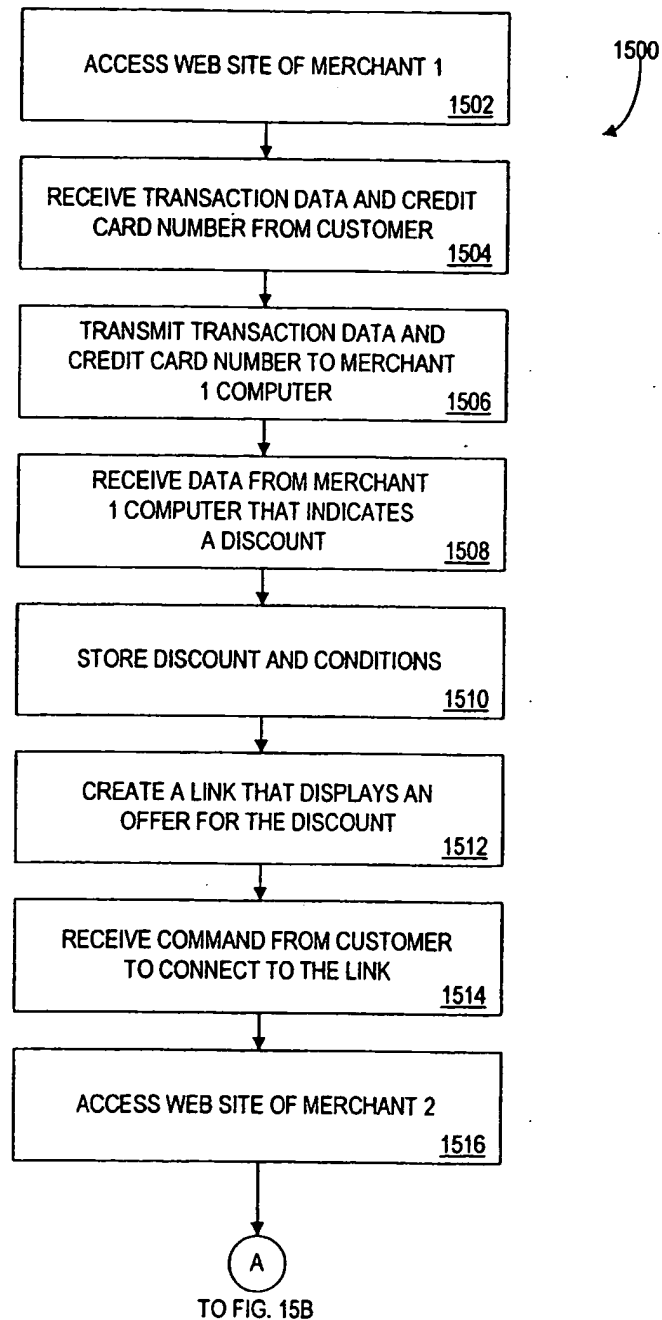 1500
ACCESS WEB SITE OF MERCHANT 1
1502
RECEIVE TRANSACTION DATA AND CREDIT
CARD NUMBER FROM CUSTOMER
1504
TRANSMIT TRANSACTION DATA AND
CREDIT CARD NUMBER TO MERCHANT
1 COMPUTER
1506
RECEIVE DATA FROM MERCHANT
1 COMPUTER THAT INDICATES
A DISCOUNT
1508
STORE DISCOUNT AND CONDITIONS
1510
CREATE A LINK THAT DISPLAYS AN
OFFER FOR THE DISCOUNT
1512
RECEIVE COMMAND FROM CUSTOMER
TO CONNECT TO THE LINK
1514
ACCESS WEB SITE OF MERCHANT 2
1516
A
TO FIG. 15B